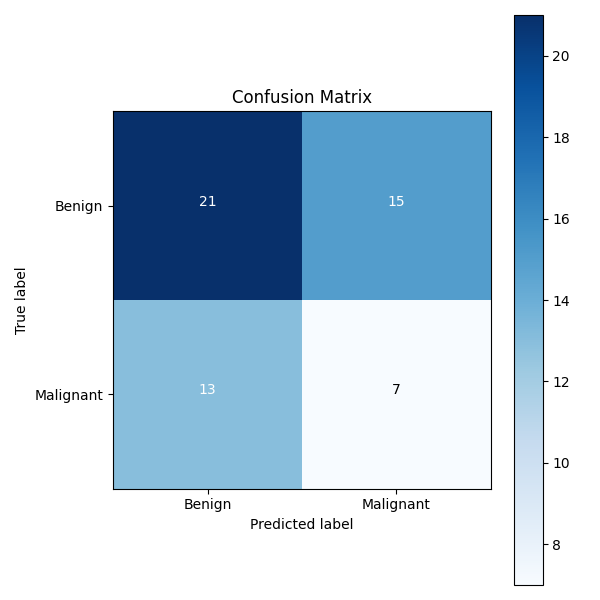 Confusion Matrix
True label
Benign
21
15
Malignant
13
7
Benign
Malignant
Predicted label
20
18
16
14
12
10
8